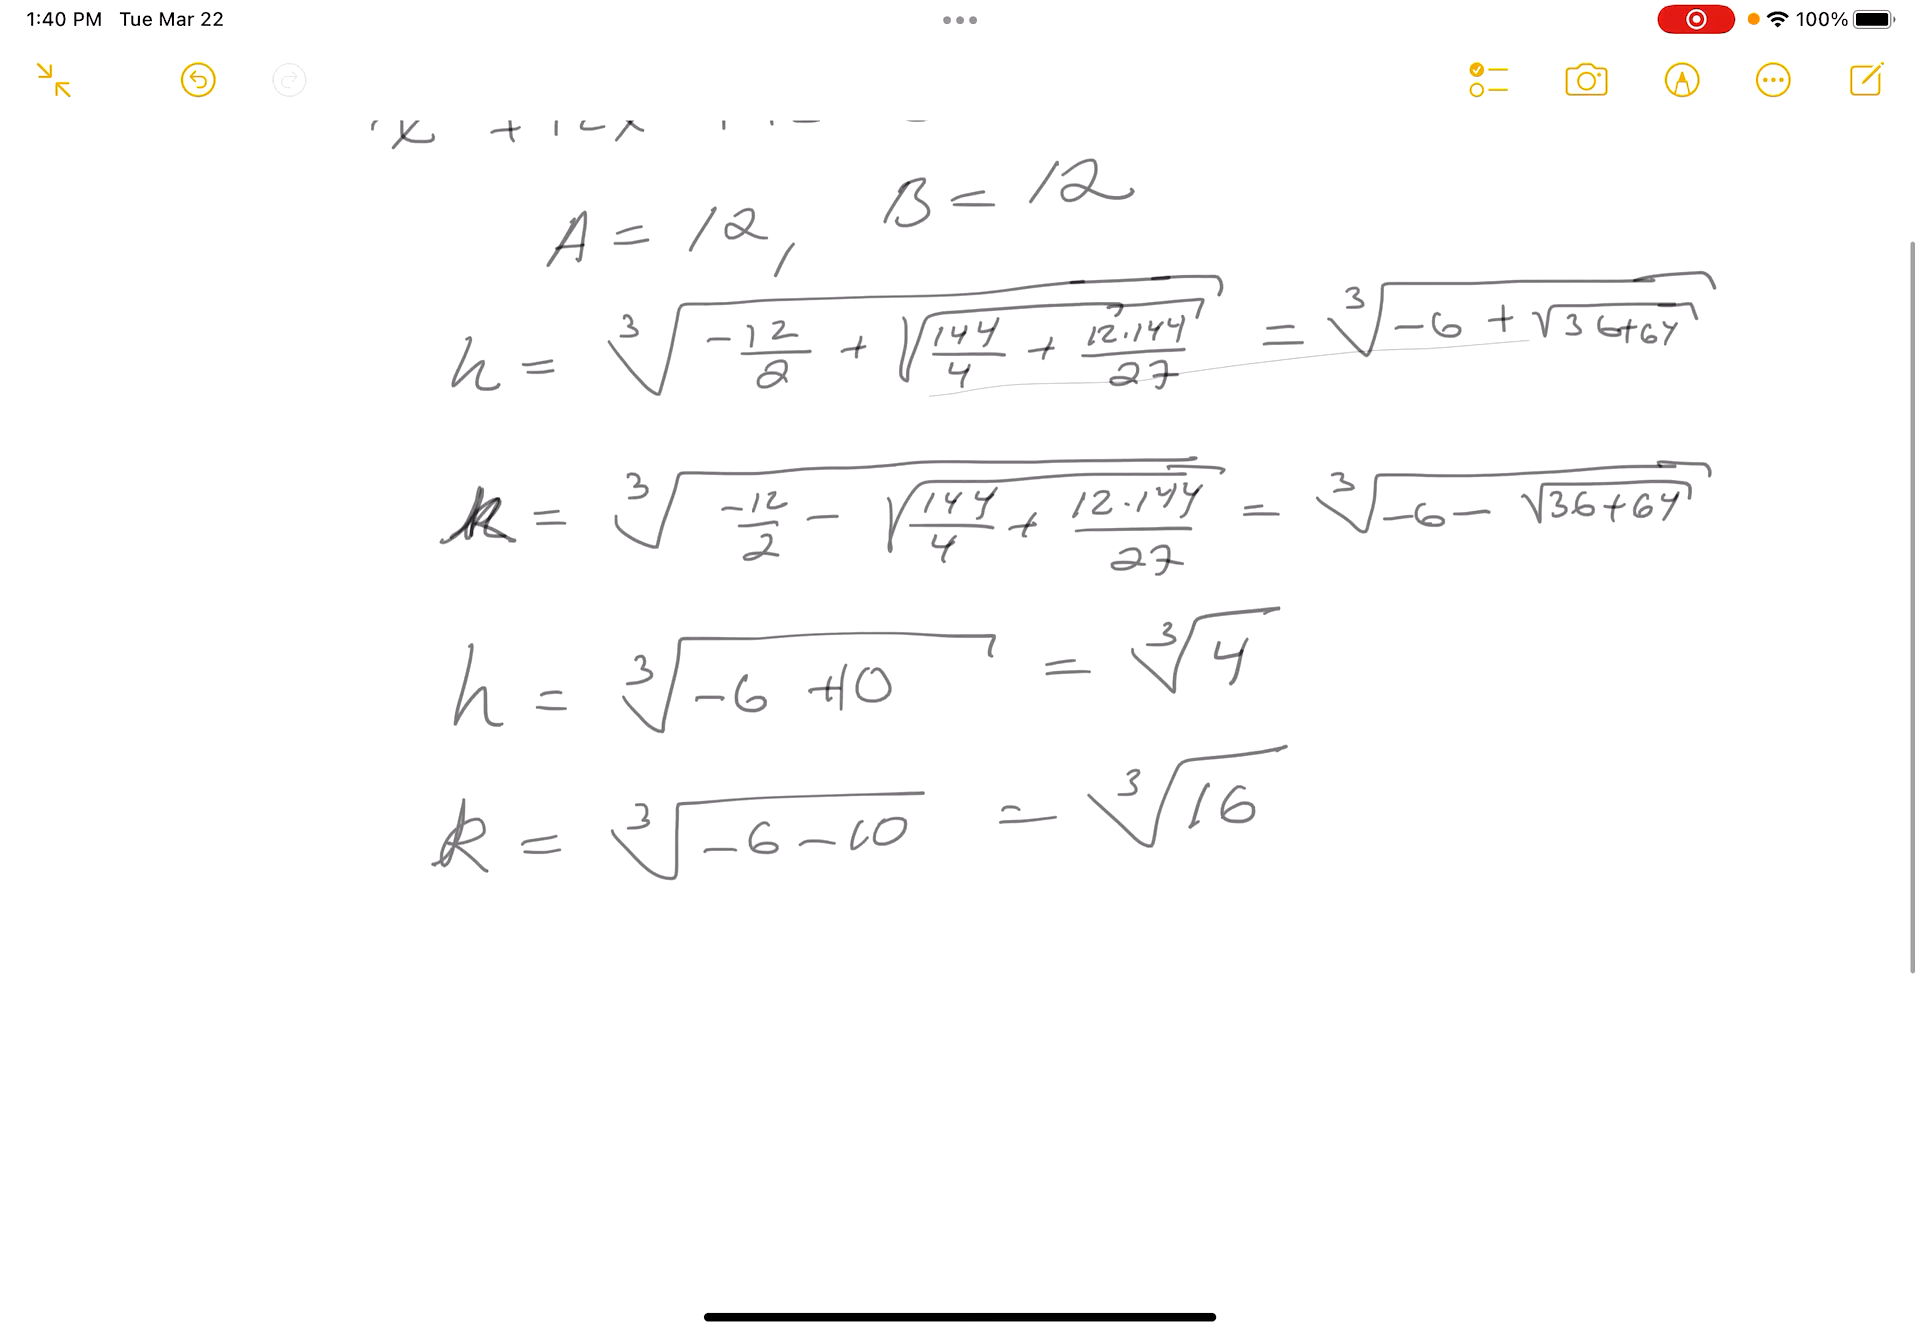 1:40 PM Tue Mar 22
100%
A = 12, B = 12
h = ∛(-12/2 + √(144/4 + 12·144/27)) = ∛(-6 + √(36+64))
k = ∛(-12/2 - √(144/4 + 12·144/27)) = ∛(-6 - √(36+64))
h = ∛(-6 +10) = ∛4
k = ∛(-6 -10) = ∛16